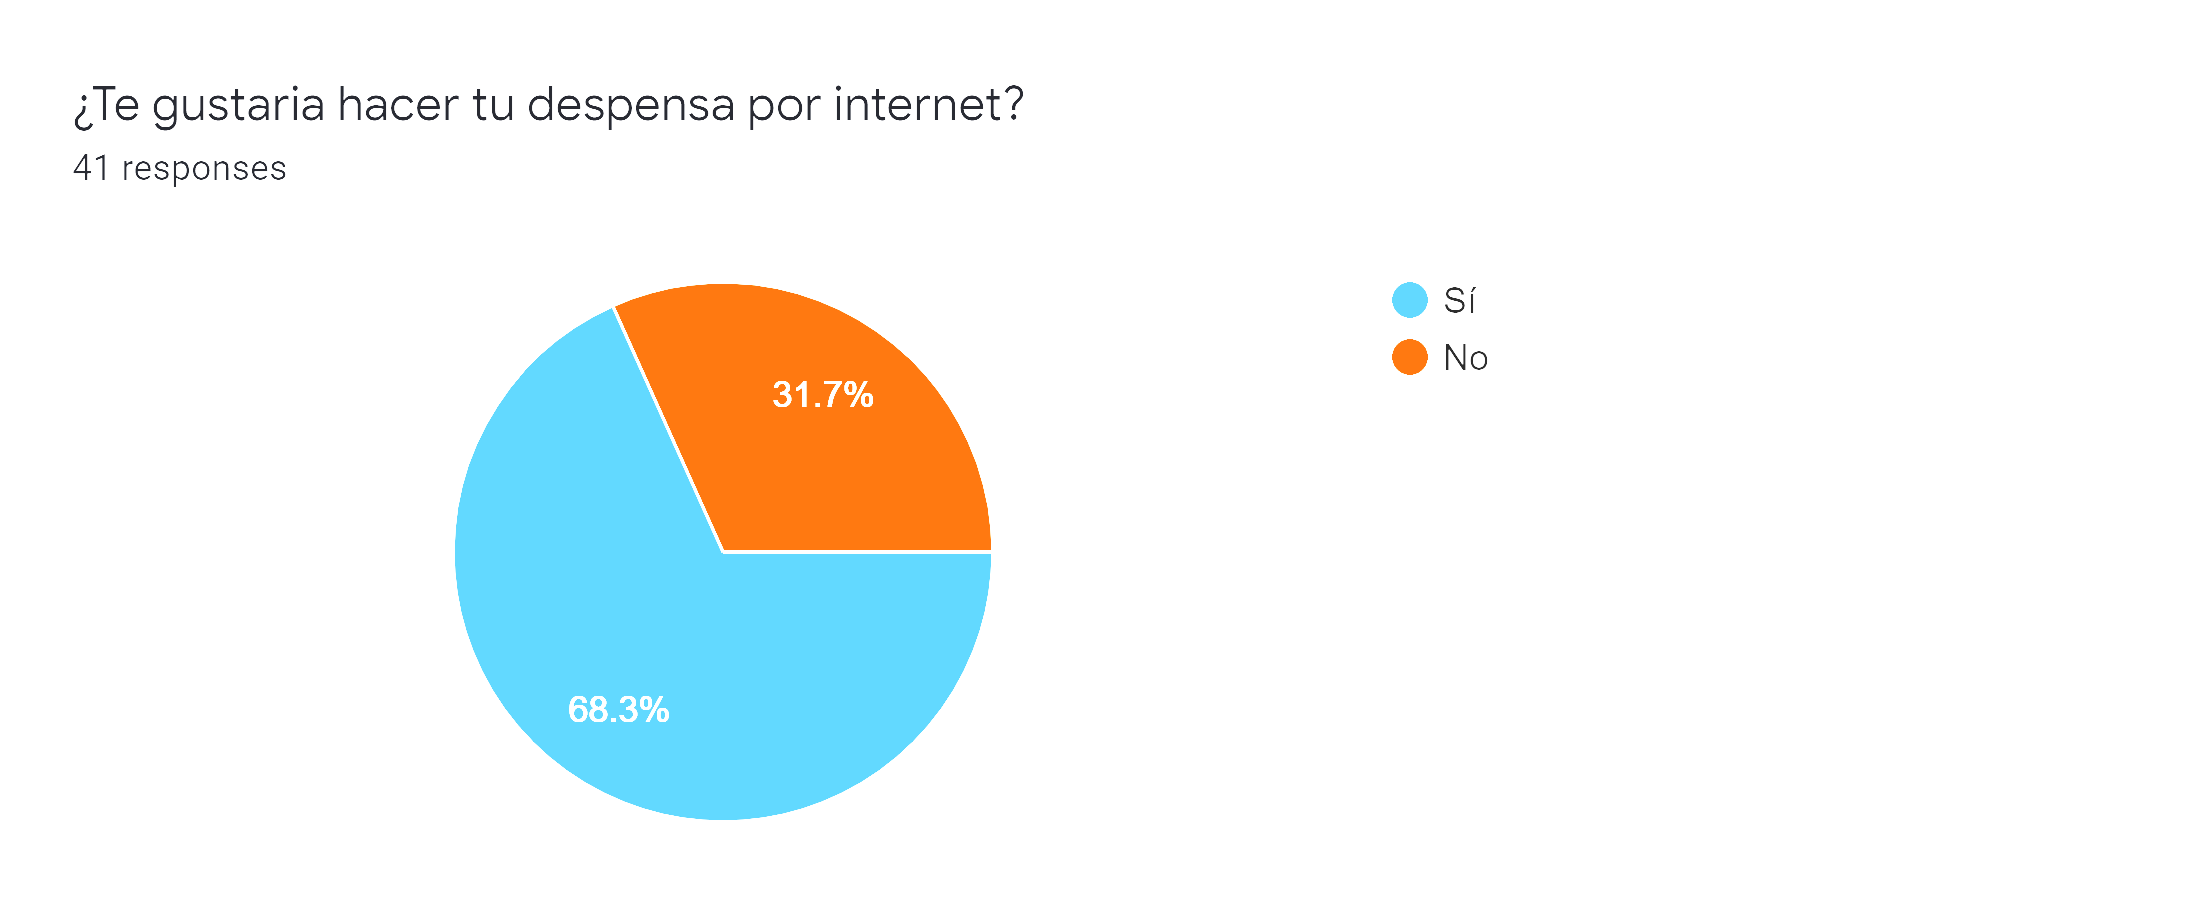 ¿Te gustaria hacer tu despensa por internet?
41 responses
Sí
No
31.7%
68.3%